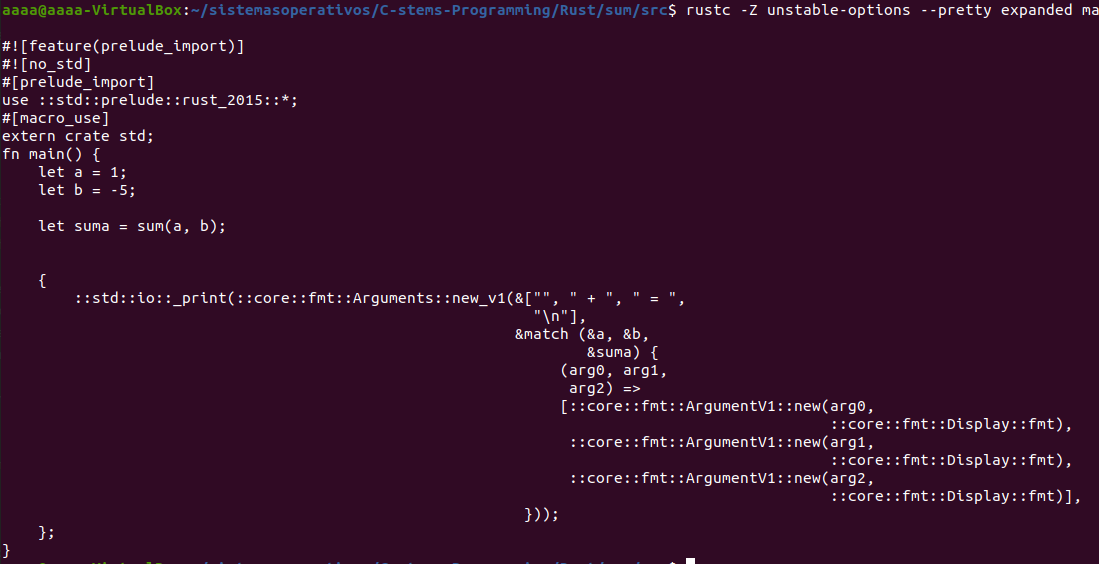 aaaa@aaaa-VirtualBox:~/sistemasoperativos/C-stems-Programming/Rust/sum/src$ rustc -Z unstable-options --pretty expanded ma
#![feature(prelude_import)]
#![no_std]
#[prelude_import]
use ::std::prelude::rust_2015::*;
#[macro_use]
extern crate std;
fn main() {
    let a = 1;
    let b = -5;
    let suma = sum(a, b);
    {
        ::std::io::_print(::core::fmt::Arguments::new_v1(&["", " + ", " = ",
                                                           "\n"],
                                                         &match (&a, &b,
                                                                 &suma) {
                                                              (arg0, arg1,
                                                               arg2) =>
                                                              [::core::fmt::ArgumentV1::new(arg0,
                                                                                            ::core::fmt::Display::fmt),
                                                               ::core::fmt::ArgumentV1::new(arg1,
                                                                                            ::core::fmt::Display::fmt),
                                                               ::core::fmt::ArgumentV1::new(arg2,
                                                                                            ::core::fmt::Display::fmt)],
                                                          }));
    };
}